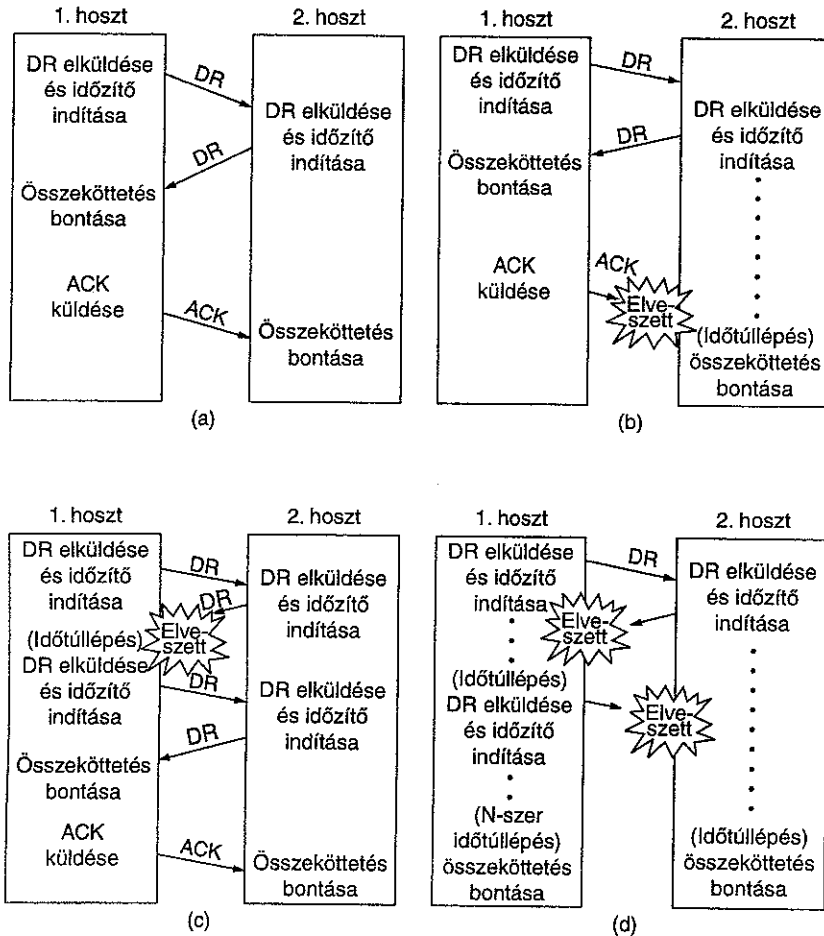 1. hoszt
2. hoszt
DR elküldése
és időzítő
indítása
DR
DR elküldése
és időzítő
indítása
DR
Összeköttetés
bontása
ACK
küldése
ACK
Összeköttetés
bontása
(a)
1. hoszt
2. hoszt
DR elküldése
és időzítő
indítása
DR
DR elküldése
és időzítő
indítása
DR
Összeköttetés
bontása
ACK
küldése
ACK
Elve-
szett
(Időtúllépés)
összeköttetés
bontása
(b)
1. hoszt
2. hoszt
DR elküldése
és időzítő
indítása
DR
DR elküldése
és időzítő
indítása
DR
Elve-
szett
(Időtúllépés)
DR elküldése
és időzítő
indítása
DR
DR elküldése
és időzítő
indítása
DR
Összeköttetés
bontása
ACK
küldése
ACK
Összeköttetés
bontása
(c)
1. hoszt
2. hoszt
DR elküldése
és időzítő
indítása
DR
DR elküldése
és időzítő
indítása
Elve-
szett
(Időtúllépés)
DR elküldése
és időzítő
indítása
Elve-
szett
(N-szer
időtúllépés)
összeköttetés
bontása
(Időtúllépés)
összeköttetés
bontása
(d)